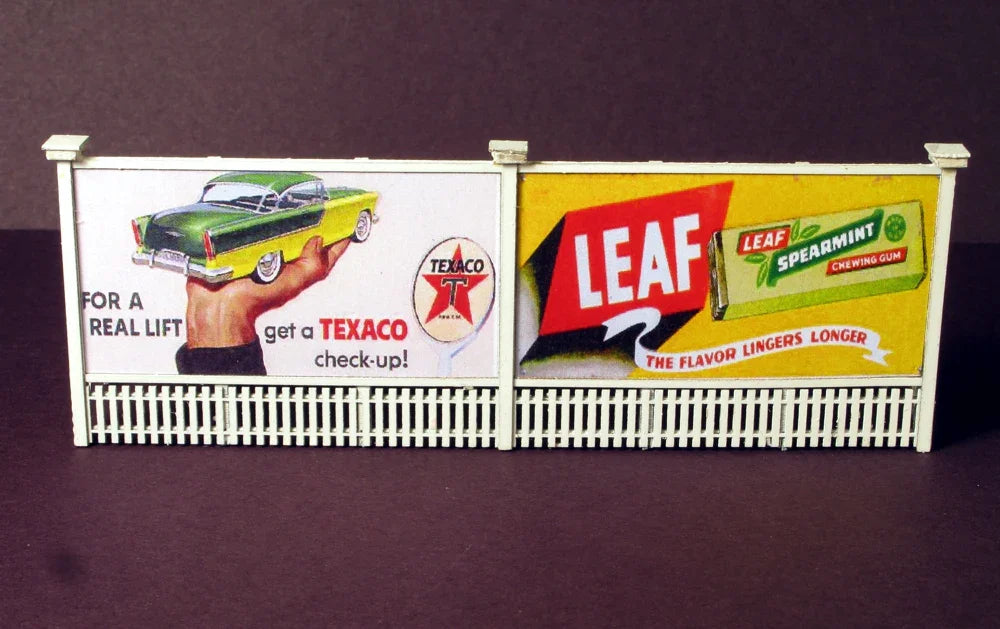 FOR A
REAL LIFT
get a TEXACO
check-up!
TEXACO
T
LEAF
LEAF
SPEARMINT
CHEWING GUM
THE FLAVOR LINGERS LONGER